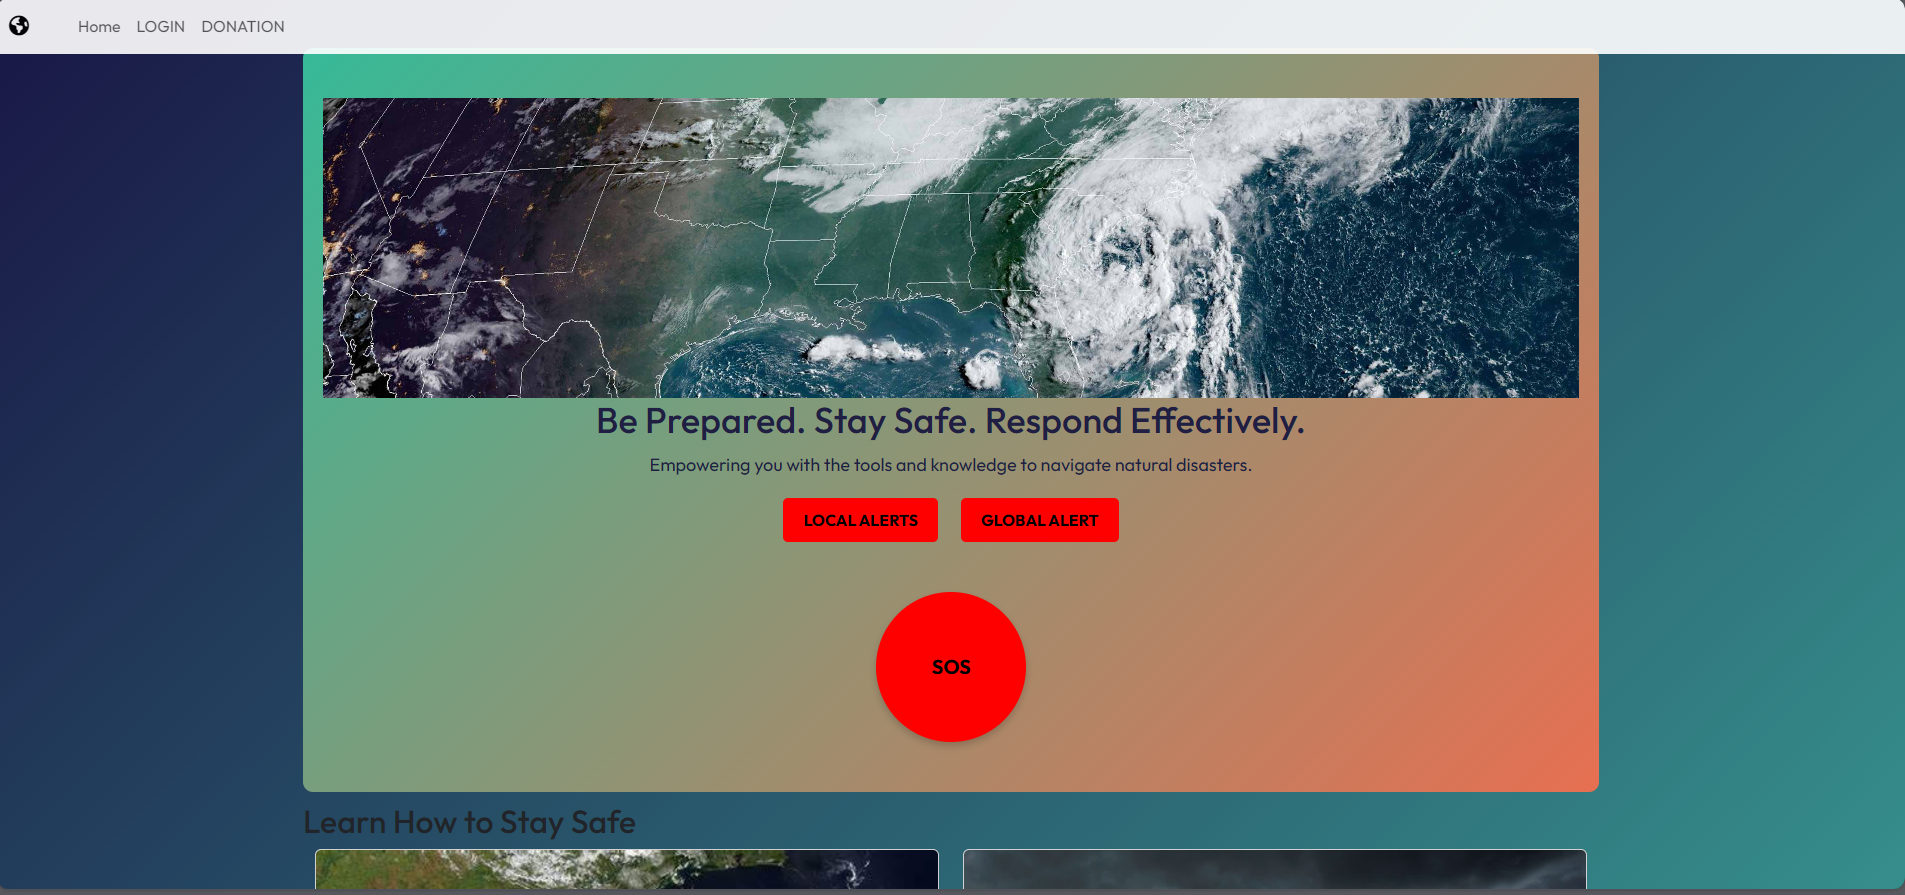 Home LOGIN DONATION
Be Prepared. Stay Safe. Respond Effectively.
Empowering you with the tools and knowledge to navigate natural disasters.
LOCAL ALERTS GLOBAL ALERT
SOS
Learn How to Stay Safe